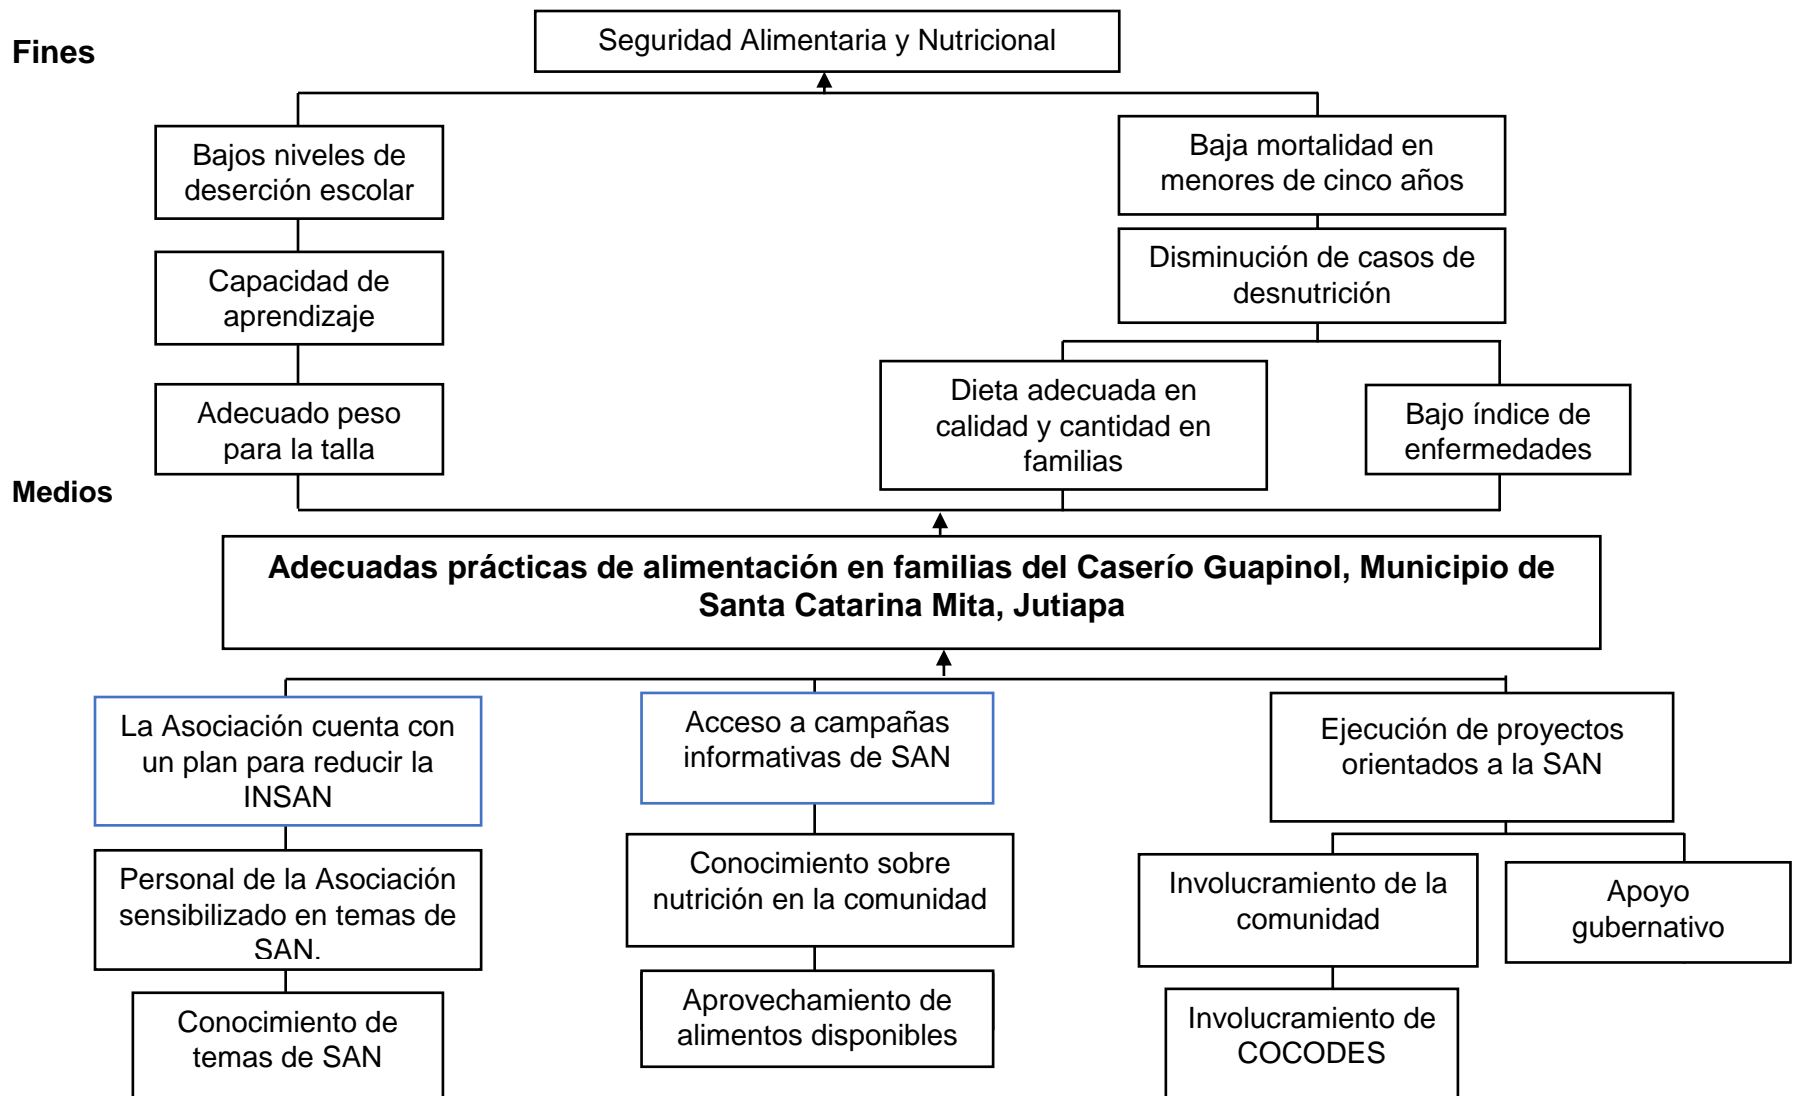 Fines
Seguridad Alimentaria y Nutricional
Bajos niveles de
deserción escolar
Baja mortalidad en
menores de cinco años
Capacidad de
aprendizaje
Disminución de casos de
desnutrición
Adecuado peso
para la talla
Dieta adecuada en
calidad y cantidad en
familias
Bajo índice de
enfermedades
Medios
Adecuadas prácticas de alimentación en familias del Caserío Guapinol, Municipio de
Santa Catarina Mita, Jutiapa
La Asociación cuenta con
un plan para reducir la
INSAN
Acceso a campañas
informativas de SAN
Ejecución de proyectos
orientados a la SAN
Personal de la Asociación
sensibilizado en temas de
SAN.
Conocimiento sobre
nutrición en la comunidad
Involucramiento de la
comunidad
Apoyo
gubernativo
Conocimiento de
temas de SAN
Aprovechamiento de
alimentos disponibles
Involucramiento de
COCODES